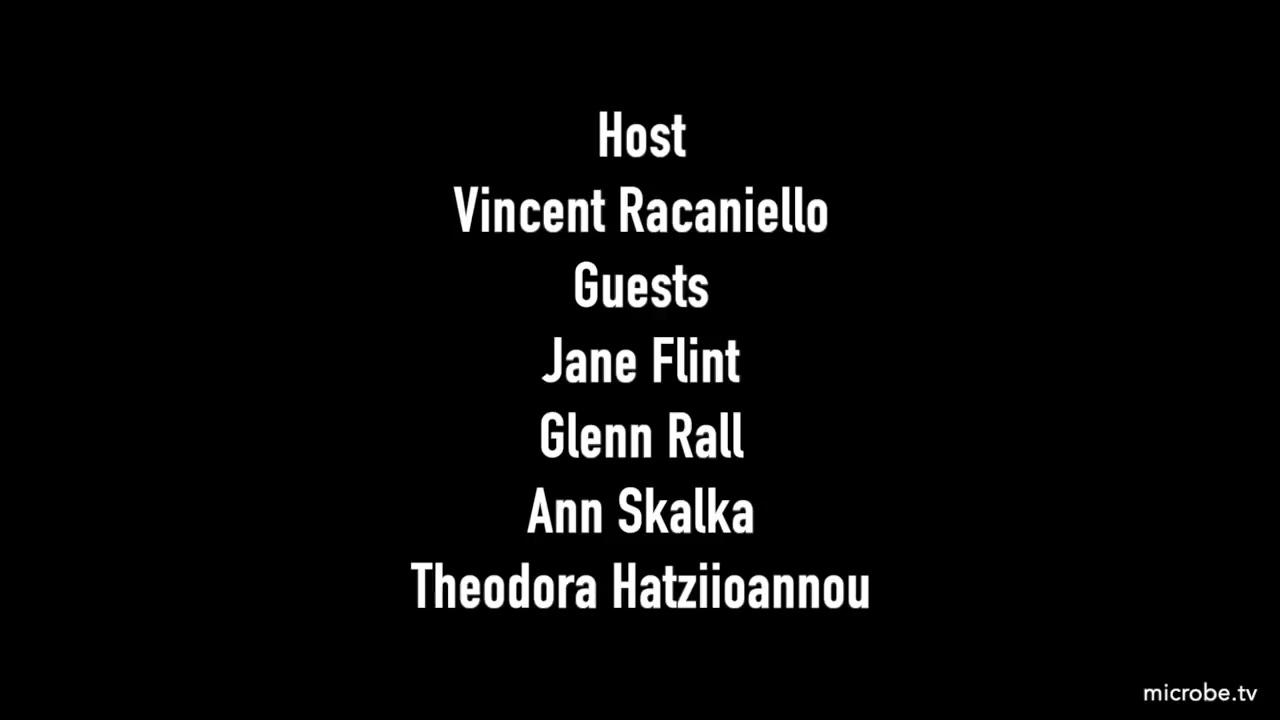 Host
Vincent Racaniello
Guests
Jane Flint
Glenn Rall
Ann Skalka
Theodora Hatziioannou
microbe.tv